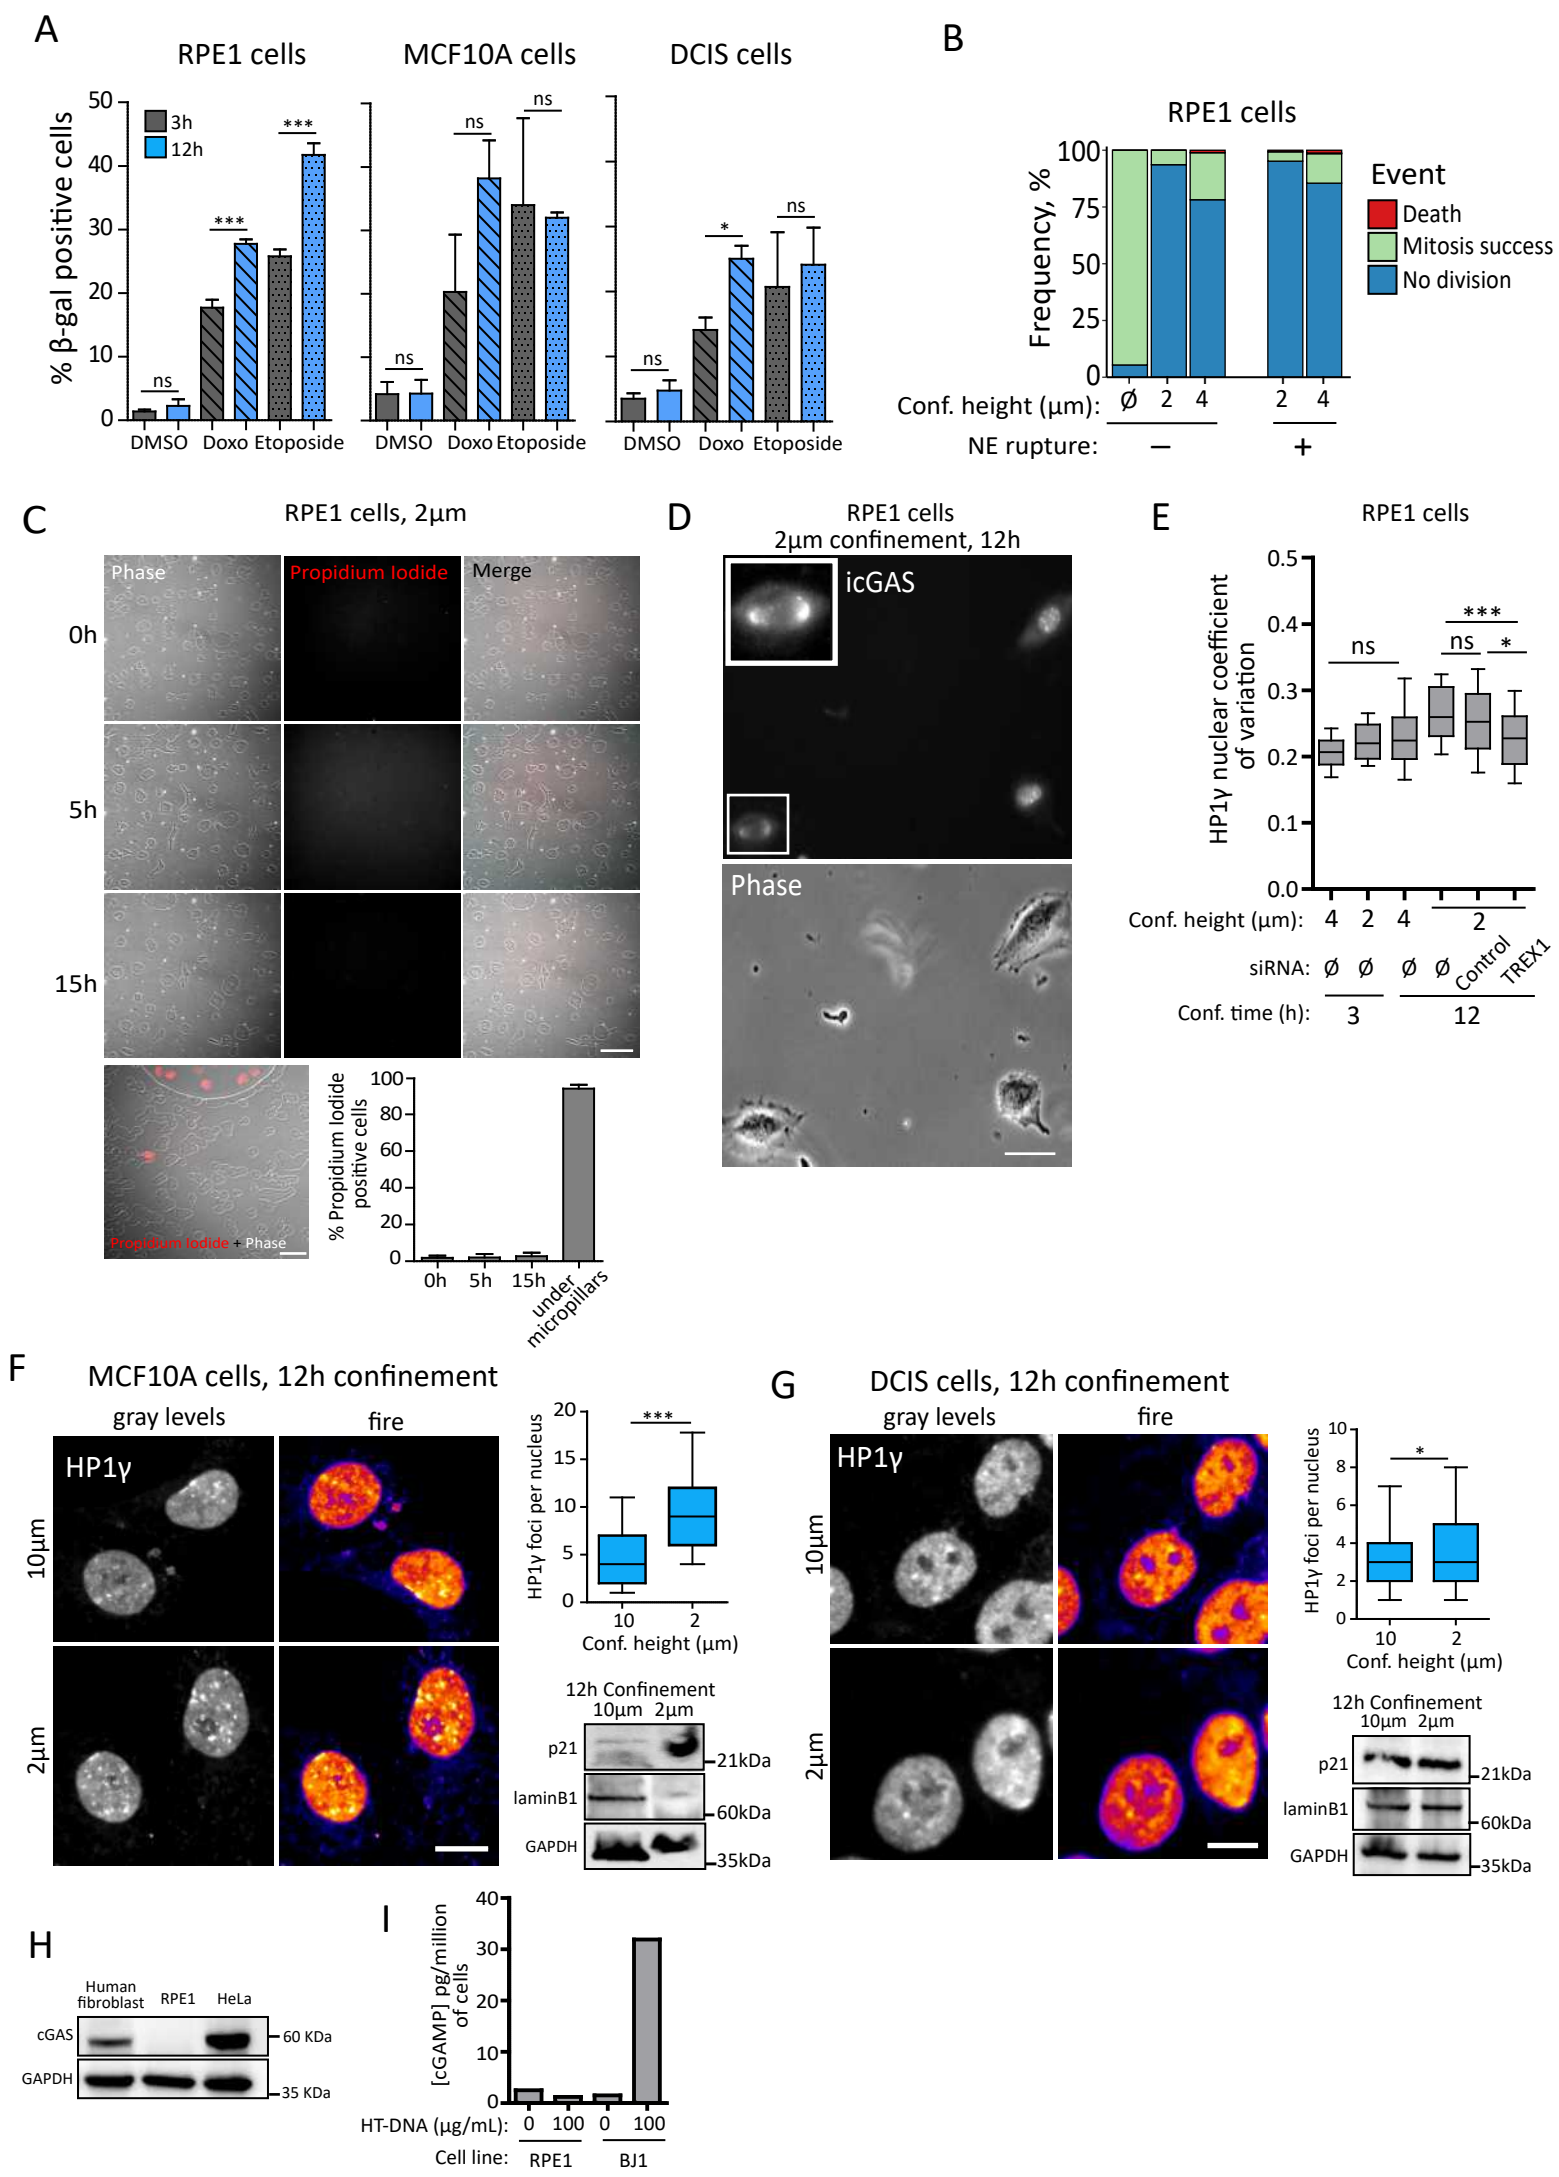 A
RPE1 cells
MCF10A cells
DCIS cells
% β-gal positive cells
50
40
30
20
10
0
3h
12h
ns
***
***
ns
ns
ns
ns
*
ns
DMSO Doxo Etoposide
DMSO Doxo Etoposide
DMSO Doxo Etoposide
B
RPE1 cells
Frequency, %
100
75
50
25
0
Event
Death
Mitosis success
No division
Conf. height (µm): Ø 2 4 2 4
NE rupture: − +
C
RPE1 cells, 2µm
Phase
Propidium Iodide
Merge
0h
5h
15h
Propidium Iodide + Phase
% Propidium Iodide
positive cells
100
80
60
40
20
0
0h 5h 15h under
micropillars
D
RPE1 cells
2µm confinement, 12h
icGAS
Phase
E
RPE1 cells
HP1γ nuclear coefficient
of variation
0.5
0.4
0.3
0.2
0.1
0.0
ns
***
ns
*
Conf. height (µm): 4 2 4 2
siRNA: Ø Ø Ø Ø Control TREX1
Conf. time (h): 3 12
F
MCF10A cells, 12h confinement
gray levels
fire
HP1γ
10µm
2µm
HP1γ foci per nucleus
20
15
10
5
0
***
10 2
Conf. height (µm)
12h Confinement
10µm 2µm
p21
21kDa
laminB1
60kDa
GAPDH
35kDa
G
DCIS cells, 12h confinement
gray levels
fire
HP1γ
10µm
2µm
HP1γ foci per nucleus
10
8
6
4
2
0
*
10 2
Conf. height (µm)
12h Confinement
10µm 2µm
p21
21kDa
laminB1
60kDa
GAPDH
35kDa
H
Human
fibroblast RPE1 HeLa
cGAS
60 KDa
GAPDH
35 KDa
I
[cGAMP] pg/million
of cells
40
30
20
10
0
HT-DNA (µg/mL): 0 100 0 100
Cell line: RPE1 BJ1